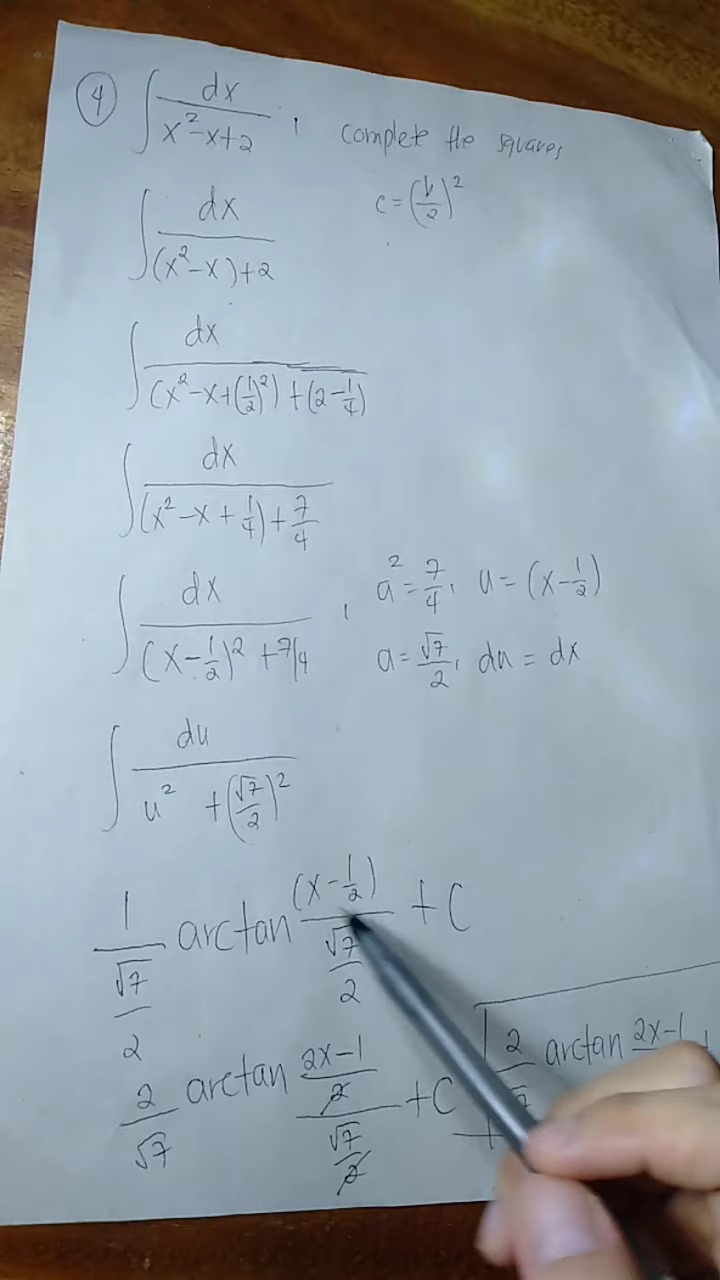 ④ ∫ dx / (x² - x + 2) ; complete the squares
∫ dx / ((x² - x) + 2)    c = (b/2)²
∫ dx / ((x² - x + (1/2)²) + (2 - 1/4))
∫ dx / ((x² - x + 1/4) + 7/4)
∫ dx / ((x - 1/2)² + 7/4) , a² = 7/4 , u = (x - 1/2)
a = √7/2 , du = dx
∫ du / (u² + (√7/2)²)
1 / (√7/2) arctan (x - 1/2) / (√7/2) + C
2/√7 arctan ((2x - 1)/2) / (√7/2) + C    2/√7 arctan 2x - 1